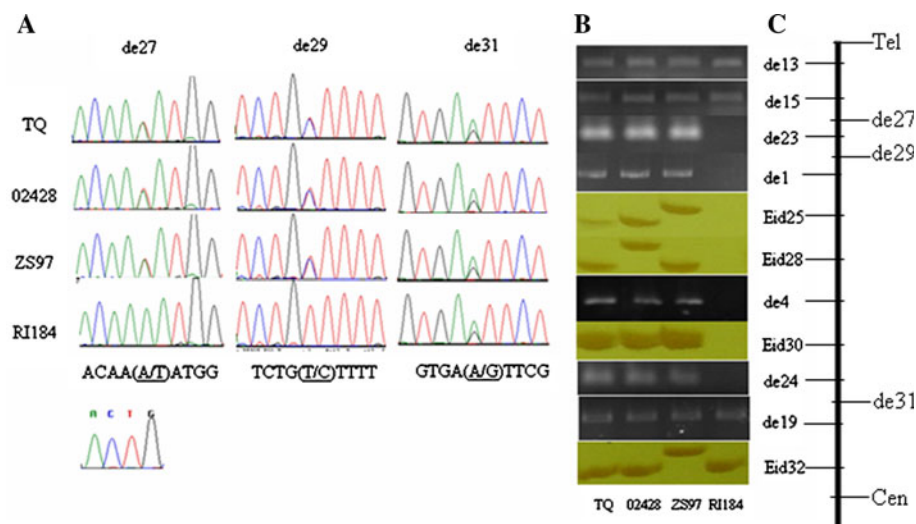 A
B
C
de27
de29
de31
TQ
02428
ZS97
RI184
ACAA(A/T)ATGG
TCTG(T/C)TTTT
GTGA(A/G)TTCG
A C T G
de13
de15
de23
de1
Eid25
Eid28
de4
Eid30
de24
de19
Eid32
TQ 02428 ZS97 RI184
Tel
de27
de29
de31
Cen